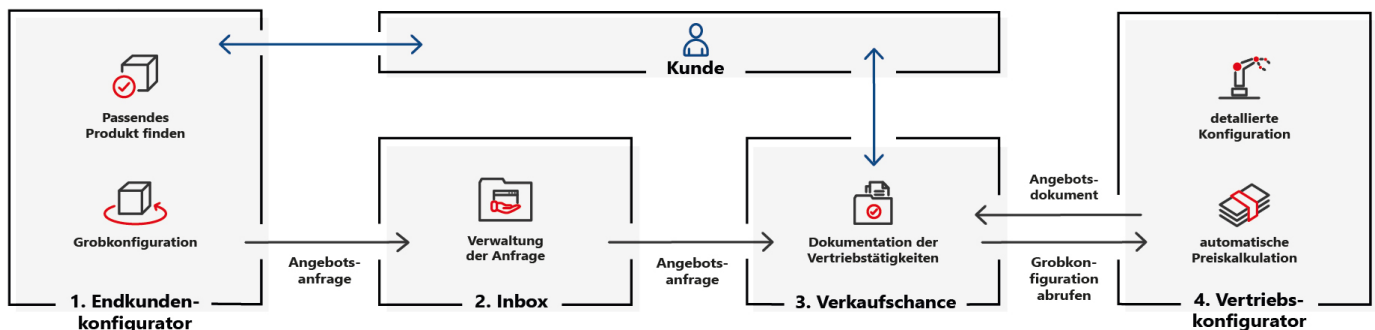 Passendes
Produkt finden
Grobkonfiguration
1. Endkunden-
konfigurator
Kunde
Angebots-
anfrage
Verwaltung
der Anfrage
2. Inbox
Angebots-
anfrage
Dokumentation der
Vertriebstätigkeiten
3. Verkaufschance
Angebots-
dokument
Grobkon-
figuration
abrufen
detallierte
Konfiguration
automatische
Preiskalkulation
4. Vertriebs-
konfigurator